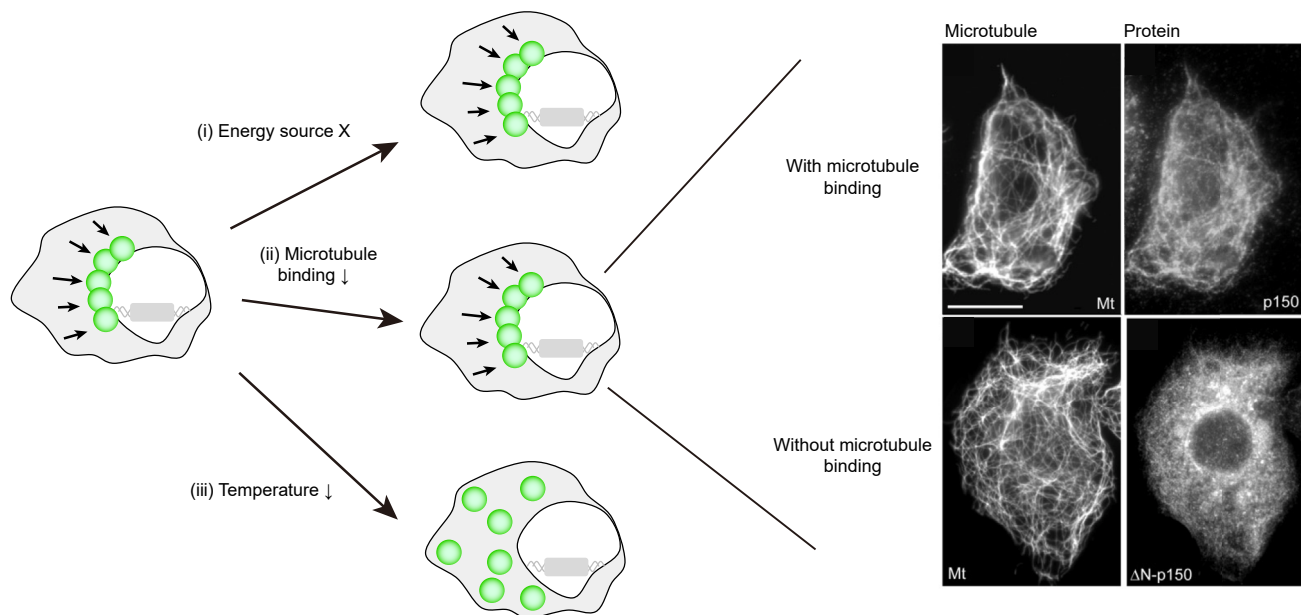 Microtubule
Protein
(i) Energy source X
With microtubule
binding
Mt
p150
(ii) Microtubule
binding ↓
(iii) Temperature ↓
Without microtubule
binding
Mt
ΔN-p150